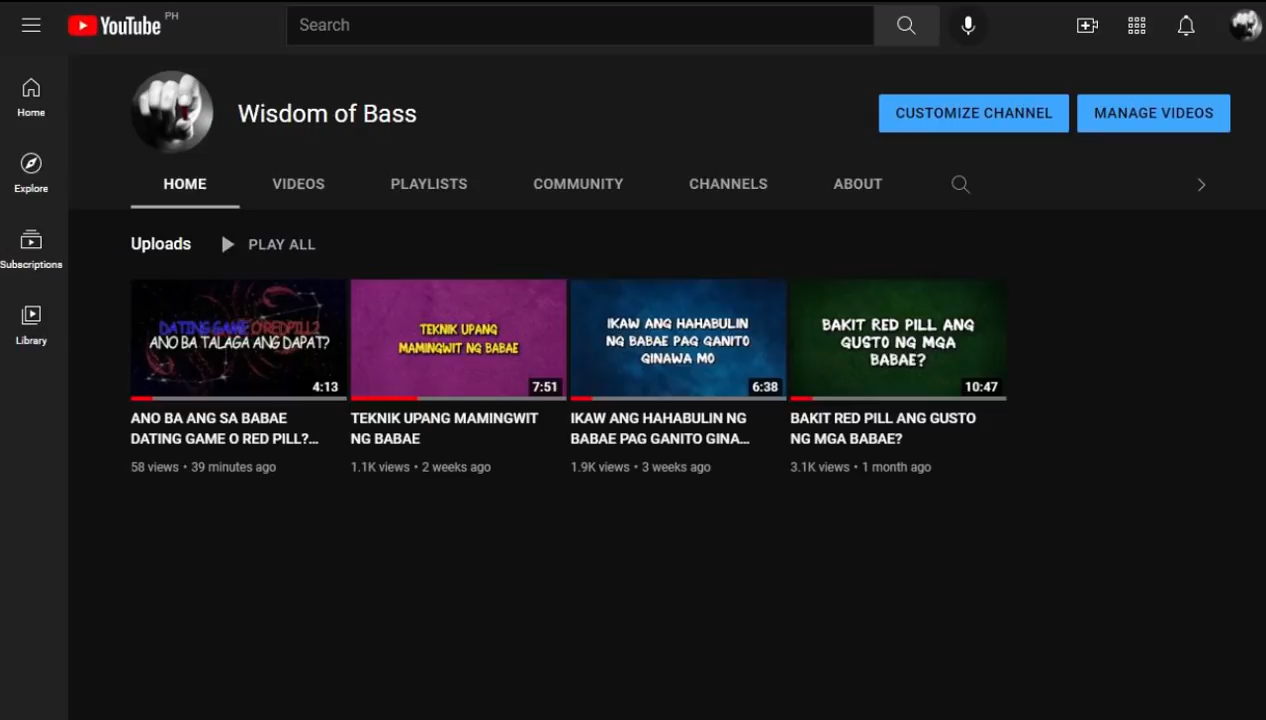 YouTube PH
Search
Home
Explore
Subscriptions
Library
Wisdom of Bass
CUSTOMIZE CHANNEL
MANAGE VIDEOS
HOME VIDEOS PLAYLISTS COMMUNITY CHANNELS ABOUT
Uploads PLAY ALL
DATING GAME O RED PILL?
ANO BA TALAGA ANG DAPAT?
4:13
ANO BA ANG SA BABAE
DATING GAME O RED PILL?...
58 views • 39 minutes ago
TEKNIK UPANG
MAMINGWIT NG BABAE
7:51
TEKNIK UPANG MAMINGWIT
NG BABAE
1.1K views • 2 weeks ago
IKAW ANG HAHABULIN
NG BABAE PAG GANITO
GINAWA MO
6:38
IKAW ANG HAHABULIN NG
BABAE PAG GANITO GINA...
1.9K views • 3 weeks ago
BAKIT RED PILL ANG
GUSTO NG MGA
BABAE?
10:47
BAKIT RED PILL ANG GUSTO
NG MGA BABAE?
3.1K views • 1 month ago